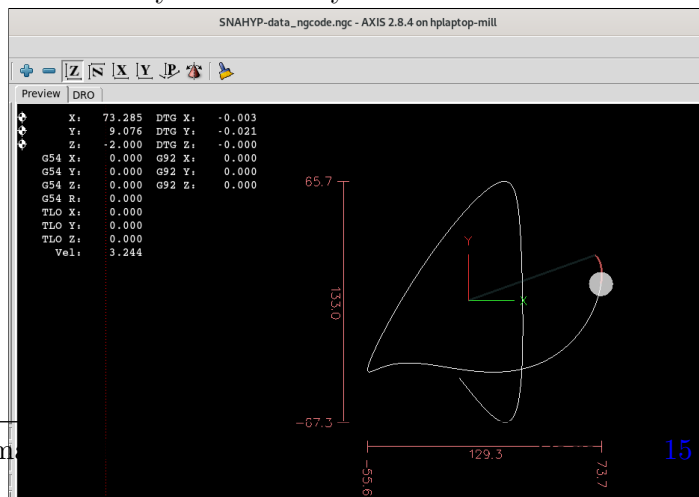 SNAHYP-data_ngcode.ngc - AXIS 2.8.4 on hplaptop-mill
Z N X Y P
Preview DRO
X: 73.285 DTG X: -0.003
Y: 9.076 DTG Y: -0.021
Z: -2.000 DTG Z: -0.000
G54 X: 0.000 G92 X: 0.000
G54 Y: 0.000 G92 Y: 0.000
G54 Z: 0.000 G92 Z: 0.000
G54 R: 0.000
TLO X: 0.000
TLO Y: 0.000
TLO Z: 0.000
Vel: 3.244
65.7
Y
X
133.0
-67.3
15
129.3
-55.6
73.7